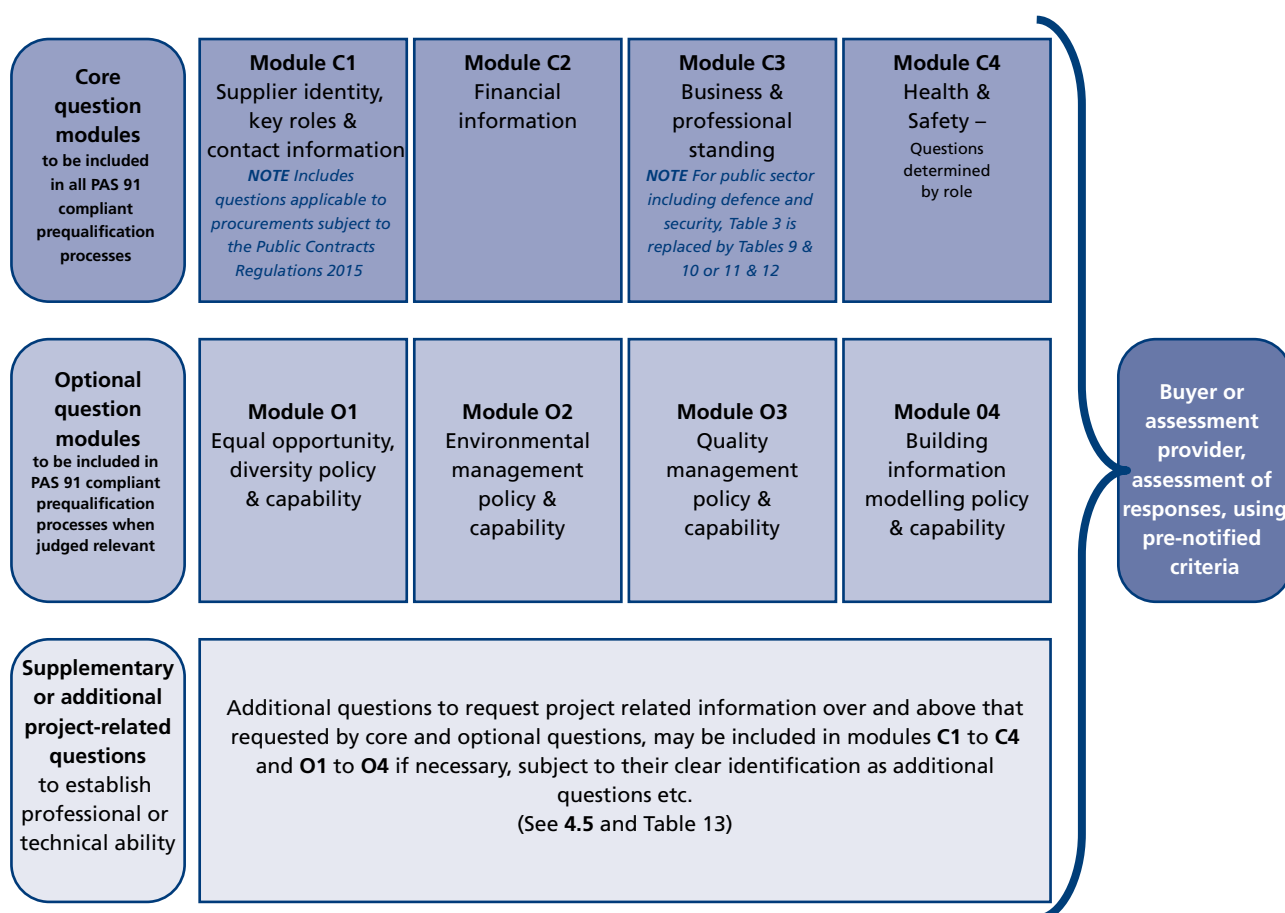 Core
question
modules
to be included
in all PAS 91
compliant
prequalification
processes
Module C1
Supplier identity,
key roles &
contact information
NOTE Includes
questions applicable to
procurements subject to
the Public Contracts
Regulations 2015
Module C2
Financial
information
Module C3
Business &
professional
standing
NOTE For public sector
including defence and
security, Table 3 is
replaced by Tables 9 &
10 or 11 & 12
Module C4
Health &
Safety –
Questions
determined
by role
Optional
question
modules
to be included in
PAS 91 compliant
prequalification
processes when
judged relevant
Module O1
Equal opportunity,
diversity policy
& capability
Module O2
Environmental
management
policy &
capability
Module O3
Quality
management
policy &
capability
Module 04
Building
information
modelling policy
& capability
Supplementary
or additional
project-related
questions
to establish
professional or
technical ability
Additional questions to request project related information over and above that
requested by core and optional questions, may be included in modules C1 to C4
and O1 to O4 if necessary, subject to their clear identification as additional
questions etc.
(See 4.5 and Table 13)
Buyer or
assessment
provider,
assessment of
responses, using
pre-notified
criteria